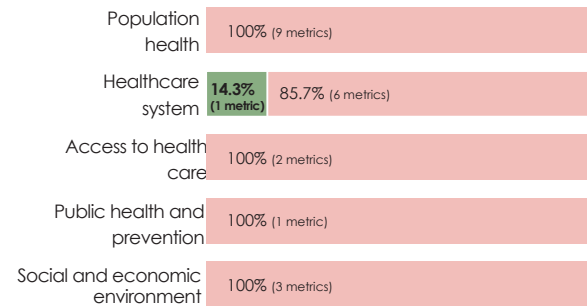 Population
health
100% (9 metrics)
Healthcare
system
14.3%
(1 metric)
85.7% (6 metrics)
Access to health
care
100% (2 metrics)
Public health and
prevention
100% (1 metric)
Social and economic
environment
100% (3 metrics)